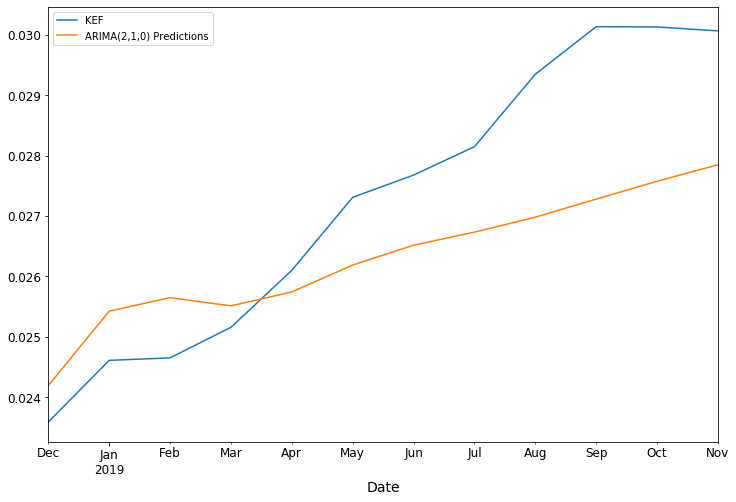 KEF
ARIMA(2,1,0) Predictions
0.030
0.029
0.028
0.027
0.026
0.025
0.024
Dec Jan Feb Mar Apr May Jun Jul Aug Sep Oct Nov
2019
Date